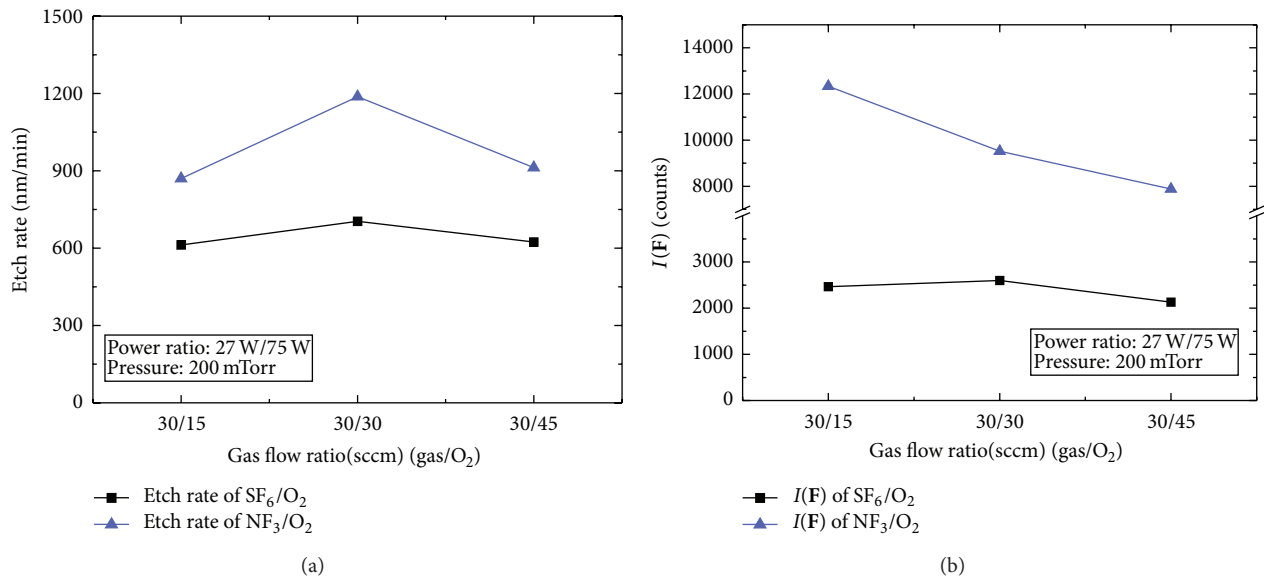 1500
1200
900
600
300
0
Etch rate (nm/min)
Power ratio: 27 W/75 W
Pressure: 200 mTorr
30/15 30/30 30/45
Gas flow ratio(sccm) (gas/O2)
Etch rate of SF6/O2
Etch rate of NF3/O2
(a)
14000
12000
10000
8000
3000
2000
1000
0
I(F) (counts)
Power ratio: 27 W/75 W
Pressure: 200 mTorr
30/15 30/30 30/45
Gas flow ratio(sccm) (gas/O2)
I(F) of SF6/O2
I(F) of NF3/O2
(b)